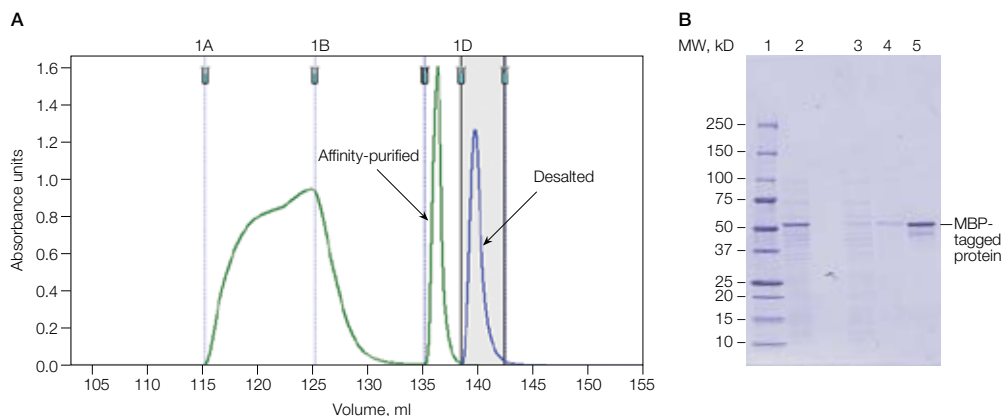 A
1A 1B 1D
1.6
1.4
1.2
1.0
0.8
0.6
0.4
0.2
0.0
Absorbance units
Affinity-purified
Desalted
105 110 115 120 125 130 135 140 145 150 155
Volume, ml
B
MW, kD 1 2 3 4 5
250
150
100
75
50
37
25
20
15
10
MBP-
tagged
protein